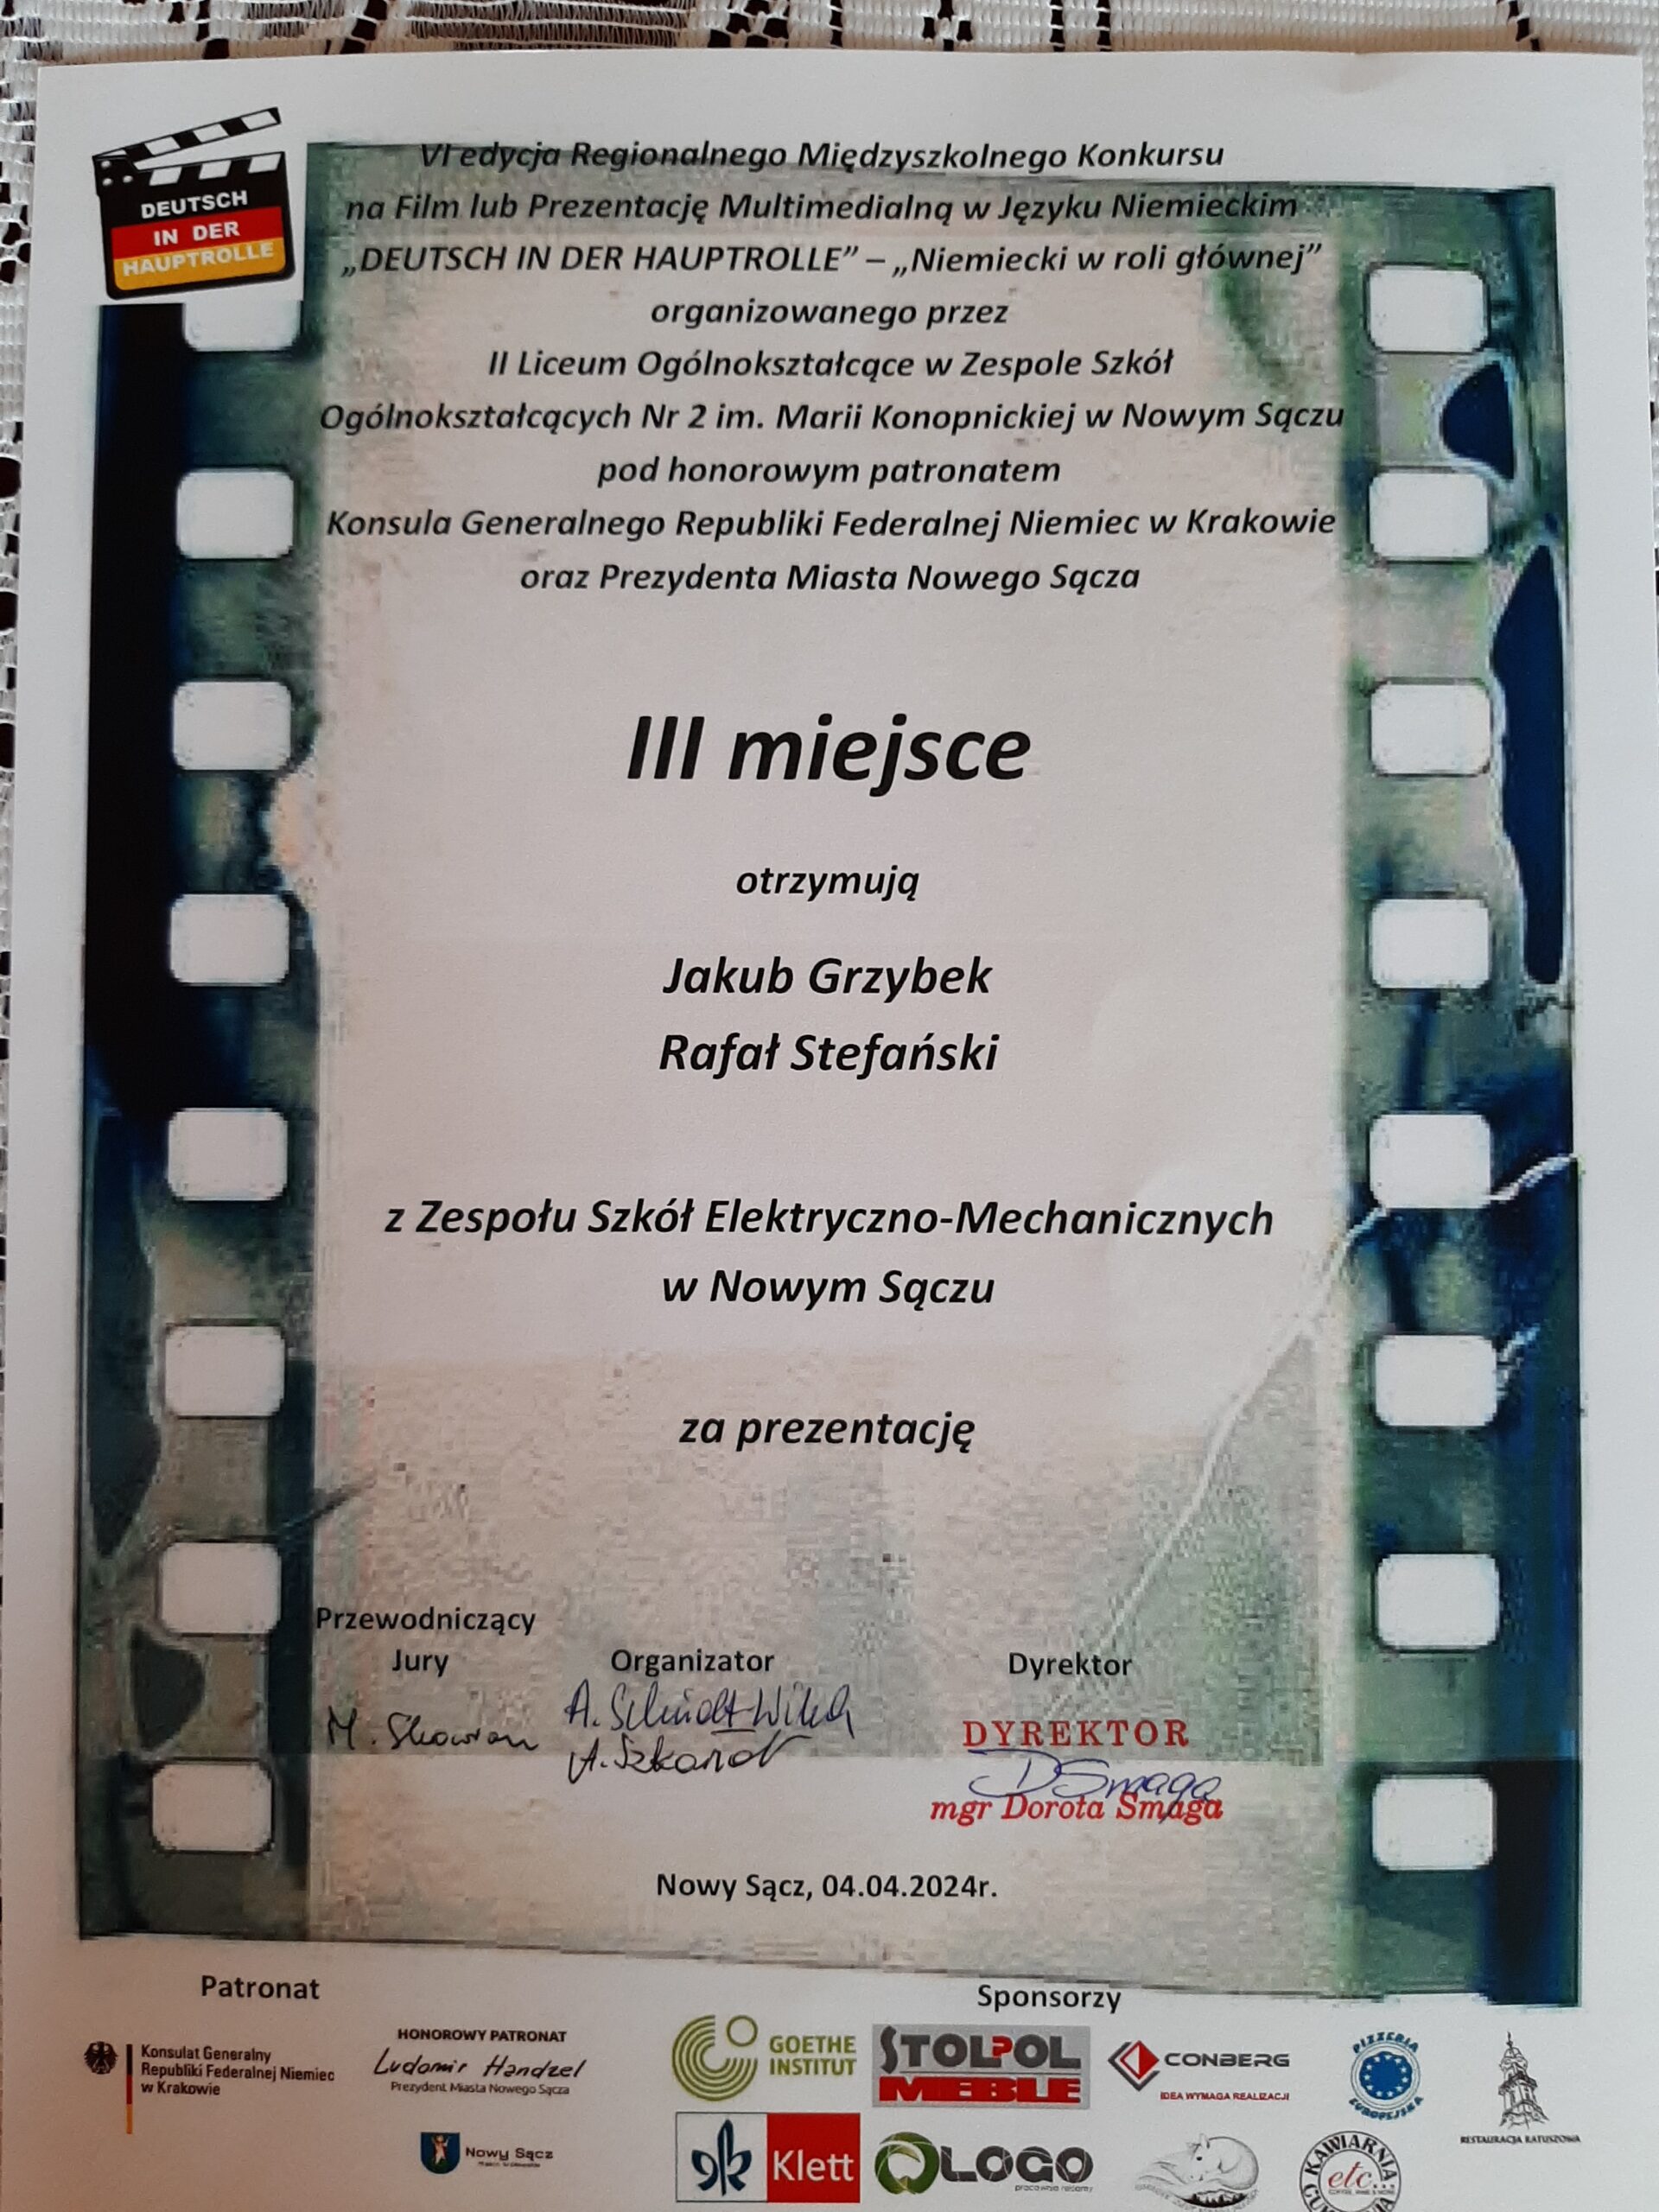 DEUTSCH
IN DER
HAUPTROLLE
VI edycja Regionalnego Międzyszkolnego Konkursu
na Film lub Prezentację Multimedialną w Języku Niemieckim
„DEUTSCH IN DER HAUPTROLLE” – „Niemiecki w roli głównej”
organizowanego przez
II Liceum Ogólnokształcące w Zespole Szkół
Ogólnokształcących Nr 2 im. Marii Konopnickiej w Nowym Sączu
pod honorowym patronatem
Konsula Generalnego Republiki Federalnej Niemiec w Krakowie
oraz Prezydenta Miasta Nowego Sącza
III miejsce
otrzymują
Jakub Grzybek
Rafał Stefański
z Zespołu Szkół Elektryczno-Mechanicznych
w Nowym Sączu
za prezentację
Przewodniczący
Jury
Organizator
Dyrektor
M.
A.
A. Szkarat
DYREKTOR
DSmaga
mgr Dorota Smaga
Nowy Sącz, 04.04.2024r.
Patronat
Sponsorzy
Konsulat Generalny
Republiki Federalnej Niemiec
w Krakowie
HONOROWY PATRONAT
Ludomir Handzel
Prezydent Miasta Nowego Sącza
Nowy Sącz
GOETHE
INSTITUT
STOLPOL
MEBLE
CONBERG
IDEA WYMAGA REALIZACJI
PIZZERIA
EUROPEJSKA
RESTAURACJA RATUSZOWA
Klett
LOGO
pracownia reklamy
KAWIARNIA
etc...